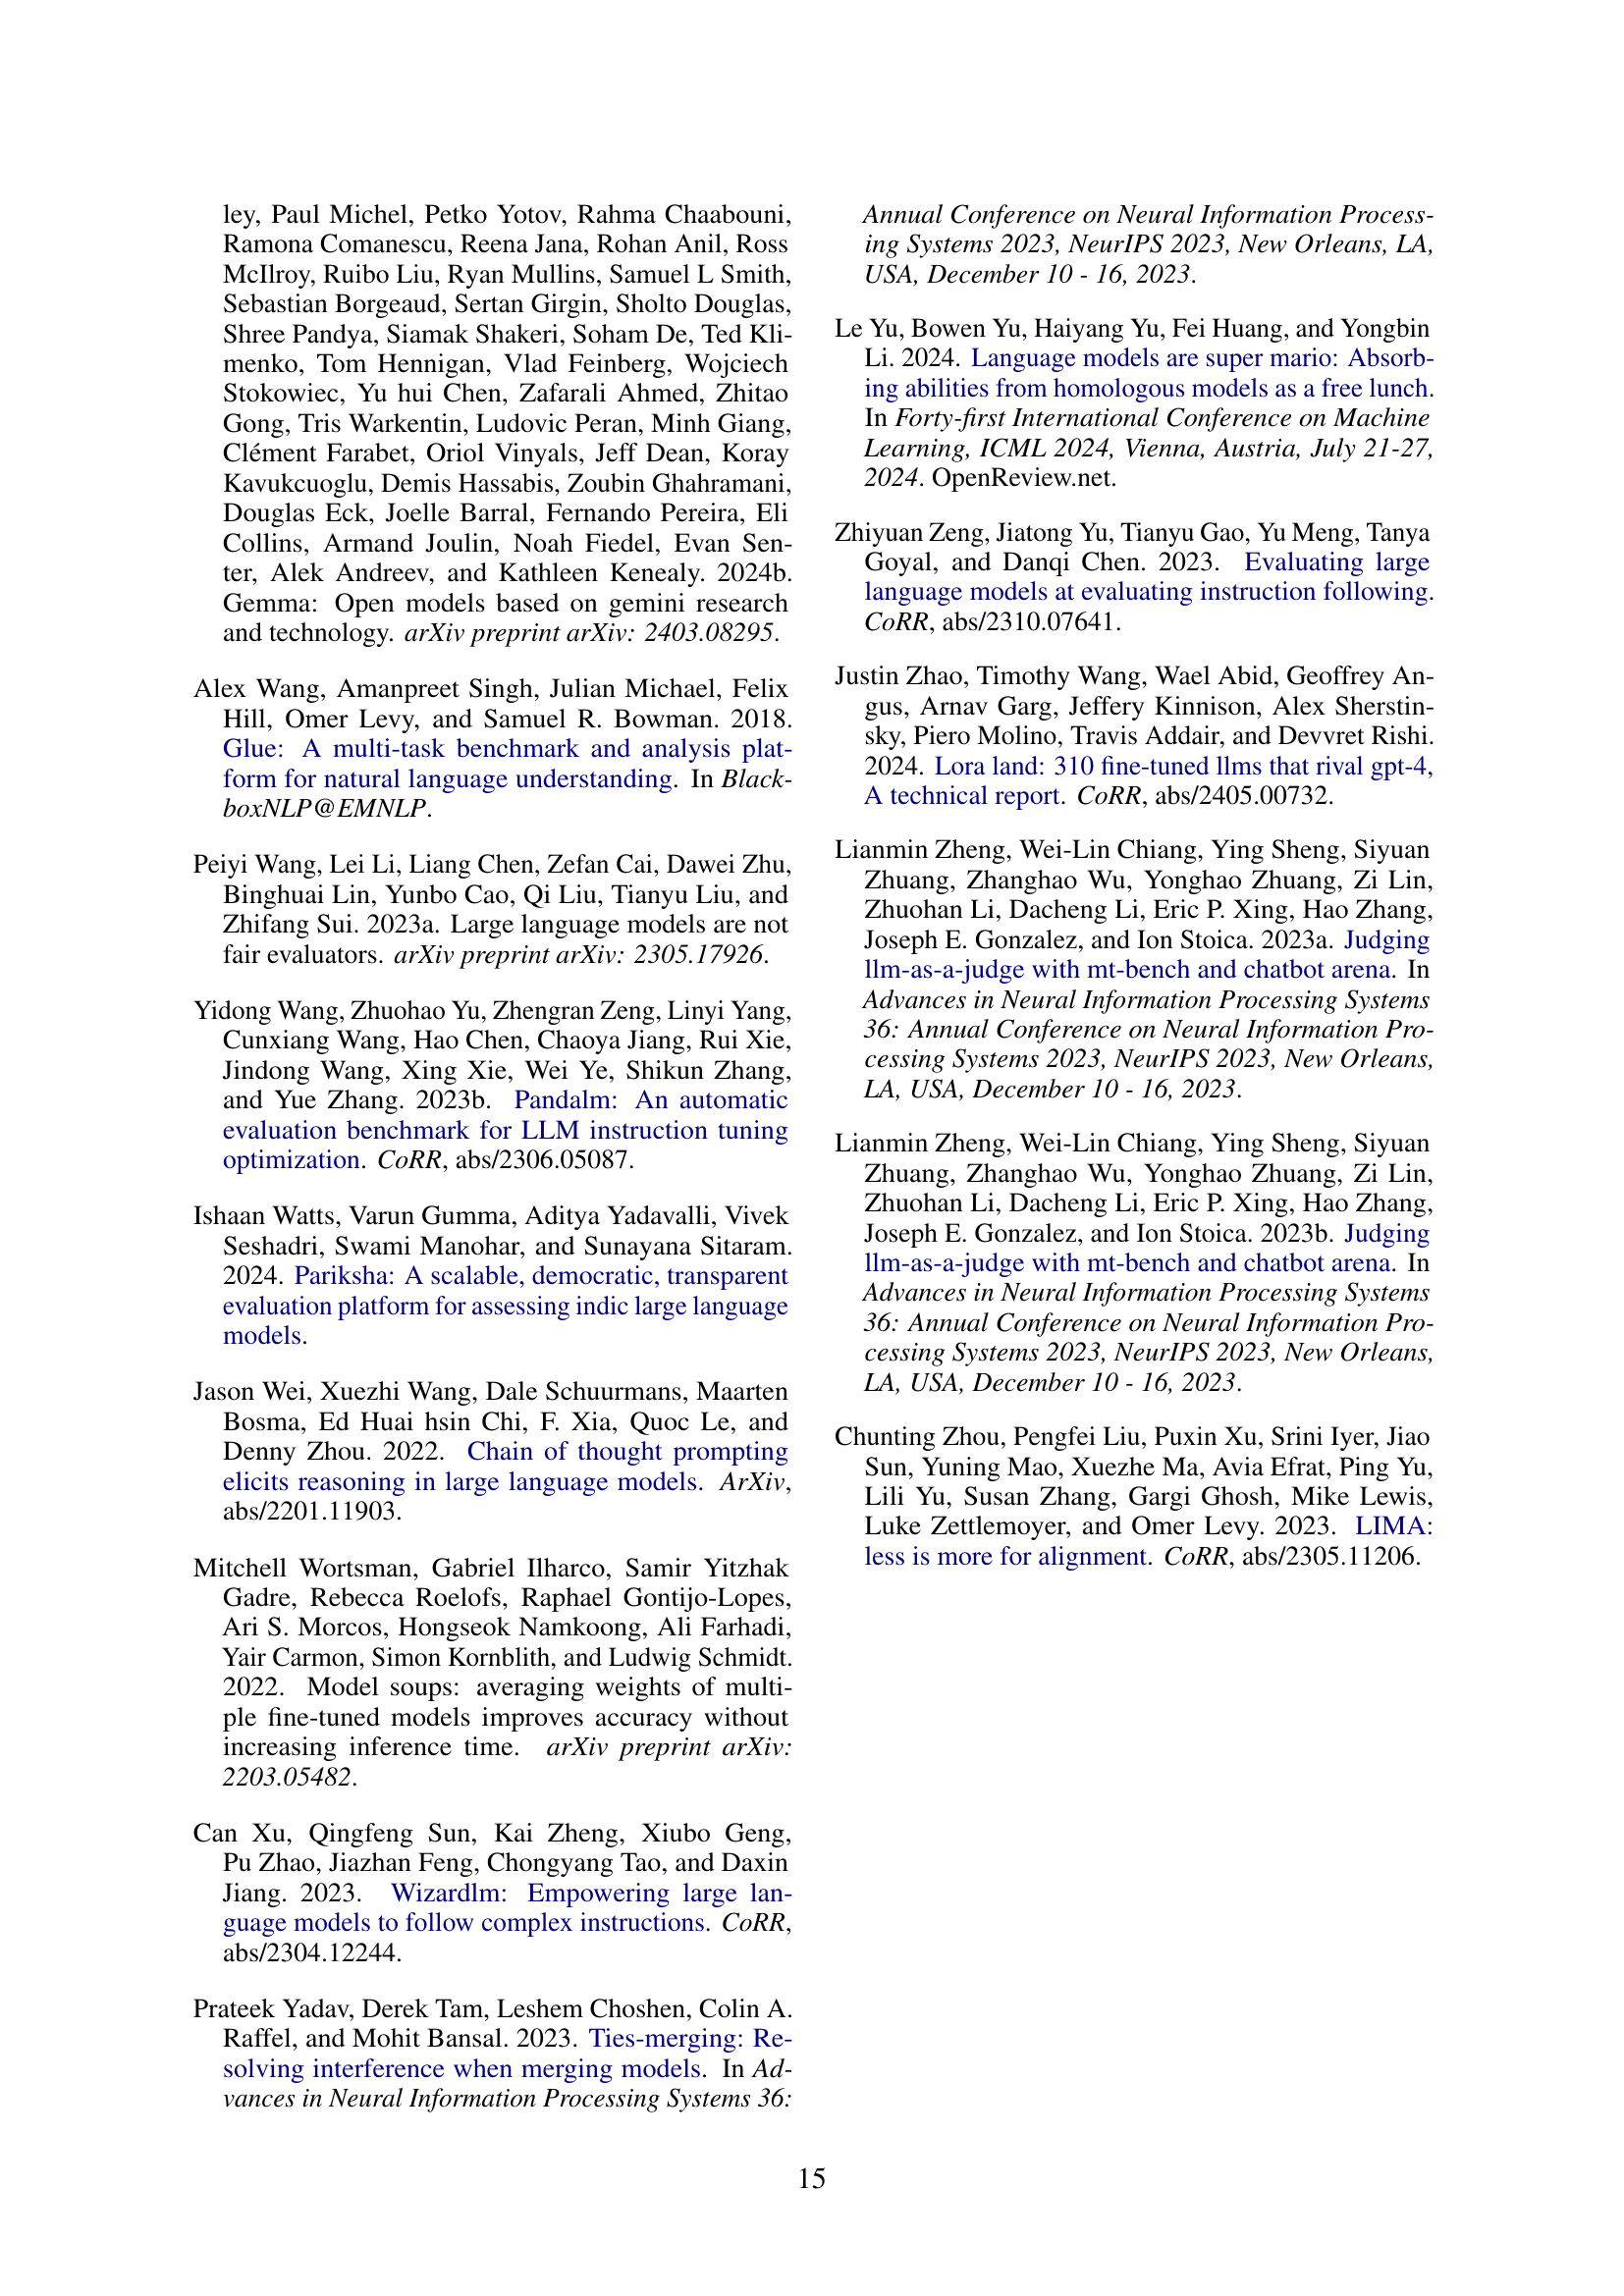 ley, Paul Michel, Petko Yotov, Rahma Chaabouni,
Ramona Comanescu, Reena Jana, Rohan Anil, Ross
McIlroy, Ruibo Liu, Ryan Mullins, Samuel L Smith,
Sebastian Borgeaud, Sertan Girgin, Sholto Douglas,
Shree Pandya, Siamak Shakeri, Soham De, Ted Kli-
menko, Tom Hennigan, Vlad Feinberg, Wojciech
Stokowiec, Yu hui Chen, Zafarali Ahmed, Zhitao
Gong, Tris Warkentin, Ludovic Peran, Minh Giang,
Clément Farabet, Oriol Vinyals, Jeff Dean, Koray
Kavukcuoglu, Demis Hassabis, Zoubin Ghahramani,
Douglas Eck, Joelle Barral, Fernando Pereira, Eli
Collins, Armand Joulin, Noah Fiedel, Evan Sen-
ter, Alek Andreev, and Kathleen Kenealy. 2024b.
Gemma: Open models based on gemini research
and technology. arXiv preprint arXiv: 2403.08295.
Alex Wang, Amanpreet Singh, Julian Michael, Felix
Hill, Omer Levy, and Samuel R. Bowman. 2018.
Glue: A multi-task benchmark and analysis plat-
form for natural language understanding. In Black-
boxNLP@EMNLP.
Peiyi Wang, Lei Li, Liang Chen, Zefan Cai, Dawei Zhu,
Binghuai Lin, Yunbo Cao, Qi Liu, Tianyu Liu, and
Zhifang Sui. 2023a. Large language models are not
fair evaluators. arXiv preprint arXiv: 2305.17926.
Yidong Wang, Zhuohao Yu, Zhengran Zeng, Linyi Yang,
Cunxiang Wang, Hao Chen, Chaoya Jiang, Rui Xie,
Jindong Wang, Xing Xie, Wei Ye, Shikun Zhang,
and Yue Zhang. 2023b. Pandalm: An automatic
evaluation benchmark for LLM instruction tuning
optimization. CoRR, abs/2306.05087.
Ishaan Watts, Varun Gumma, Aditya Yadavalli, Vivek
Seshadri, Swami Manohar, and Sunayana Sitaram.
2024. Pariksha: A scalable, democratic, transparent
evaluation platform for assessing indic large language
models.
Jason Wei, Xuezhi Wang, Dale Schuurmans, Maarten
Bosma, Ed Huai hsin Chi, F. Xia, Quoc Le, and
Denny Zhou. 2022. Chain of thought prompting
elicits reasoning in large language models. ArXiv,
abs/2201.11903.
Mitchell Wortsman, Gabriel Ilharco, Samir Yitzhak
Gadre, Rebecca Roelofs, Raphael Gontijo-Lopes,
Ari S. Morcos, Hongseok Namkoong, Ali Farhadi,
Yair Carmon, Simon Kornblith, and Ludwig Schmidt.
2022. Model soups: averaging weights of multi-
ple fine-tuned models improves accuracy without
increasing inference time. arXiv preprint arXiv:
2203.05482.
Can Xu, Qingfeng Sun, Kai Zheng, Xiubo Geng,
Pu Zhao, Jiazhan Feng, Chongyang Tao, and Daxin
Jiang. 2023. Wizardlm: Empowering large lan-
guage models to follow complex instructions. CoRR,
abs/2304.12244.
Prateek Yadav, Derek Tam, Leshem Choshen, Colin A.
Raffel, and Mohit Bansal. 2023. Ties-merging: Re-
solving interference when merging models. In Ad-
vances in Neural Information Processing Systems 36:
Annual Conference on Neural Information Process-
ing Systems 2023, NeurIPS 2023, New Orleans, LA,
USA, December 10 - 16, 2023.
Le Yu, Bowen Yu, Haiyang Yu, Fei Huang, and Yongbin
Li. 2024. Language models are super mario: Absorb-
ing abilities from homologous models as a free lunch.
In Forty-first International Conference on Machine
Learning, ICML 2024, Vienna, Austria, July 21-27,
2024. OpenReview.net.
Zhiyuan Zeng, Jiatong Yu, Tianyu Gao, Yu Meng, Tanya
Goyal, and Danqi Chen. 2023. Evaluating large
language models at evaluating instruction following.
CoRR, abs/2310.07641.
Justin Zhao, Timothy Wang, Wael Abid, Geoffrey An-
gus, Arnav Garg, Jeffery Kinnison, Alex Sherstin-
sky, Piero Molino, Travis Addair, and Devvret Rishi.
2024. Lora land: 310 fine-tuned llms that rival gpt-4,
A technical report. CoRR, abs/2405.00732.
Lianmin Zheng, Wei-Lin Chiang, Ying Sheng, Siyuan
Zhuang, Zhanghao Wu, Yonghao Zhuang, Zi Lin,
Zhuohan Li, Dacheng Li, Eric P. Xing, Hao Zhang,
Joseph E. Gonzalez, and Ion Stoica. 2023a. Judging
llm-as-a-judge with mt-bench and chatbot arena. In
Advances in Neural Information Processing Systems
36: Annual Conference on Neural Information Pro-
cessing Systems 2023, NeurIPS 2023, New Orleans,
LA, USA, December 10 - 16, 2023.
Lianmin Zheng, Wei-Lin Chiang, Ying Sheng, Siyuan
Zhuang, Zhanghao Wu, Yonghao Zhuang, Zi Lin,
Zhuohan Li, Dacheng Li, Eric P. Xing, Hao Zhang,
Joseph E. Gonzalez, and Ion Stoica. 2023b. Judging
llm-as-a-judge with mt-bench and chatbot arena. In
Advances in Neural Information Processing Systems
36: Annual Conference on Neural Information Pro-
cessing Systems 2023, NeurIPS 2023, New Orleans,
LA, USA, December 10 - 16, 2023.
Chunting Zhou, Pengfei Liu, Puxin Xu, Srini Iyer, Jiao
Sun, Yuning Mao, Xuezhe Ma, Avia Efrat, Ping Yu,
Lili Yu, Susan Zhang, Gargi Ghosh, Mike Lewis,
Luke Zettlemoyer, and Omer Levy. 2023. LIMA:
less is more for alignment. CoRR, abs/2305.11206.
15